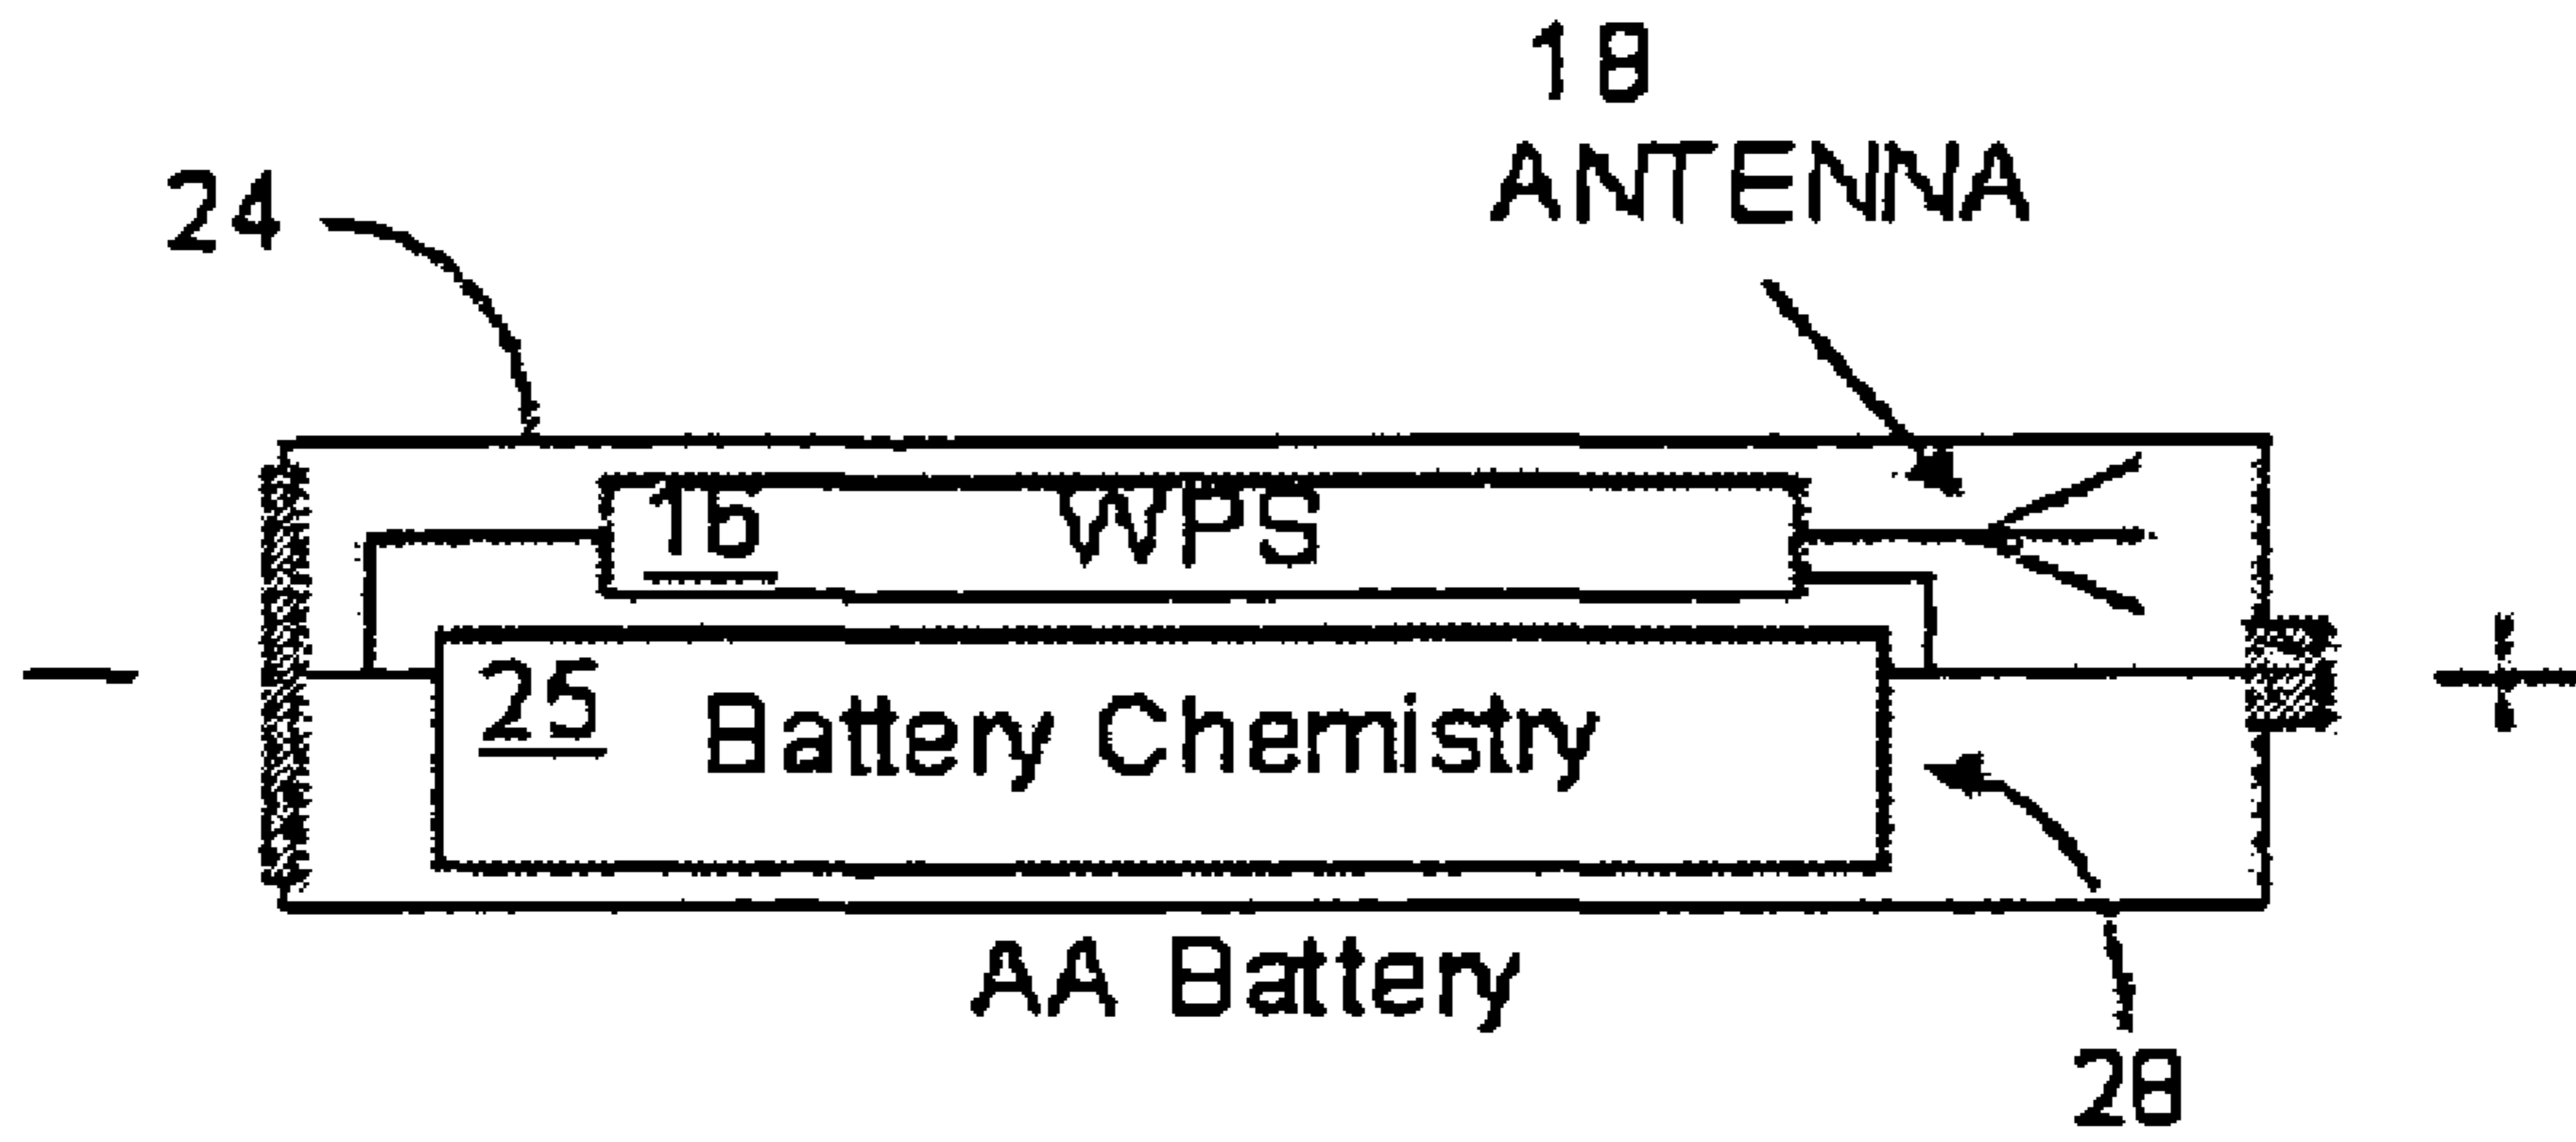 18
ANTENNA
24
16 WPS
− +
25 Battery Chemistry
AA Battery
28